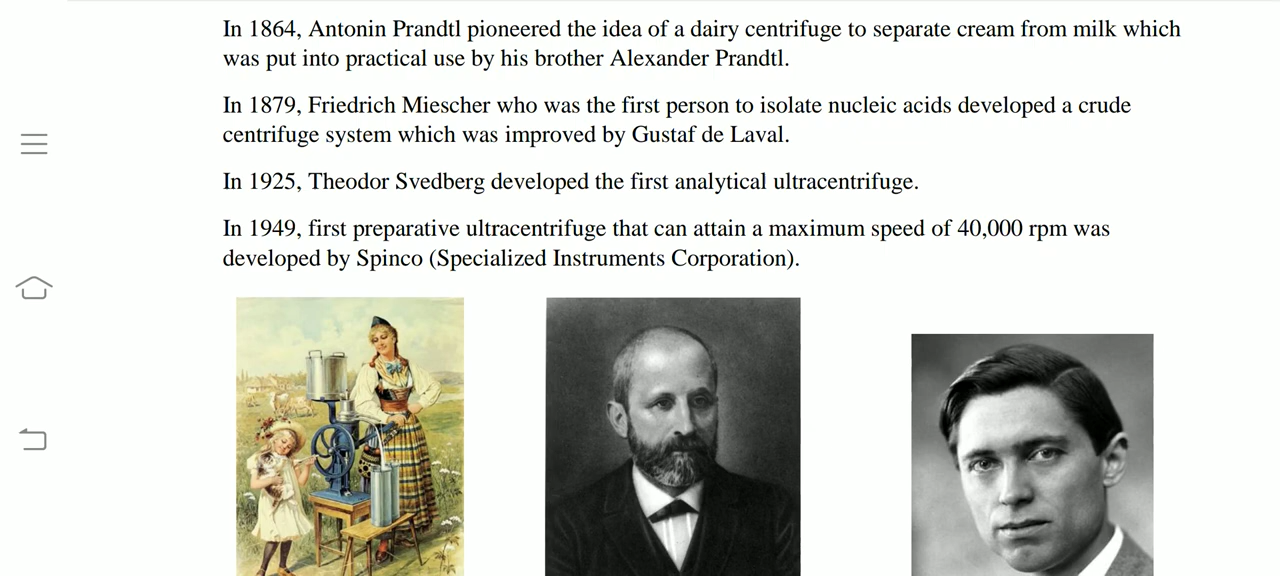 In 1864, Antonin Prandtl pioneered the idea of a dairy centrifuge to separate cream from milk which
was put into practical use by his brother Alexander Prandtl.
In 1879, Friedrich Miescher who was the first person to isolate nucleic acids developed a crude
centrifuge system which was improved by Gustaf de Laval.
In 1925, Theodor Svedberg developed the first analytical ultracentrifuge.
In 1949, first preparative ultracentrifuge that can attain a maximum speed of 40,000 rpm was
developed by Spinco (Specialized Instruments Corporation).